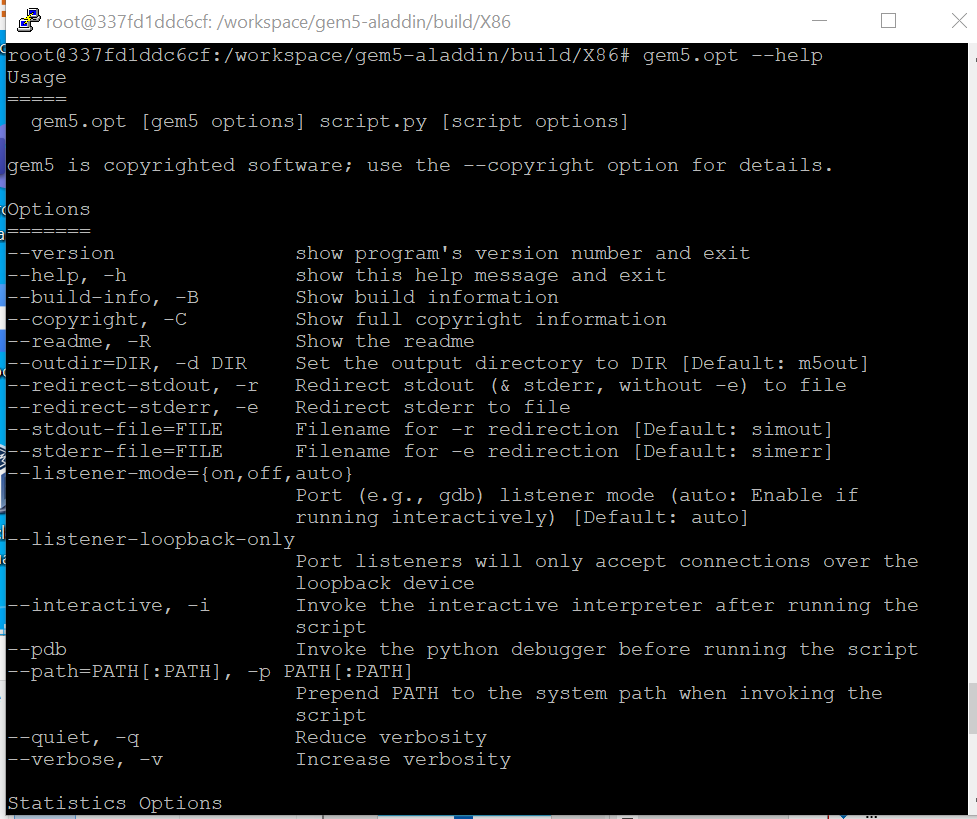 root@337fd1ddc6cf: /workspace/gem5-aladdin/build/X86
root@337fd1ddc6cf:/workspace/gem5-aladdin/build/X86# gem5.opt --help
Usage
=====
  gem5.opt [gem5 options] script.py [script options]

gem5 is copyrighted software; use the --copyright option for details.

Options
=======
--version               show program's version number and exit
--help, -h              show this help message and exit
--build-info, -B        Show build information
--copyright, -C         Show full copyright information
--readme, -R            Show the readme
--outdir=DIR, -d DIR    Set the output directory to DIR [Default: m5out]
--redirect-stdout, -r   Redirect stdout (& stderr, without -e) to file
--redirect-stderr, -e   Redirect stderr to file
--stdout-file=FILE      Filename for -r redirection [Default: simout]
--stderr-file=FILE      Filename for -e redirection [Default: simerr]
--listener-mode={on,off,auto}
                        Port (e.g., gdb) listener mode (auto: Enable if
                        running interactively) [Default: auto]
--listener-loopback-only
                        Port listeners will only accept connections over the
                        loopback device
--interactive, -i       Invoke the interactive interpreter after running the
                        script
--pdb                   Invoke the python debugger before running the script
--path=PATH[:PATH], -p PATH[:PATH]
                        Prepend PATH to the system path when invoking the
                        script
--quiet, -q             Reduce verbosity
--verbose, -v           Increase verbosity

Statistics Options